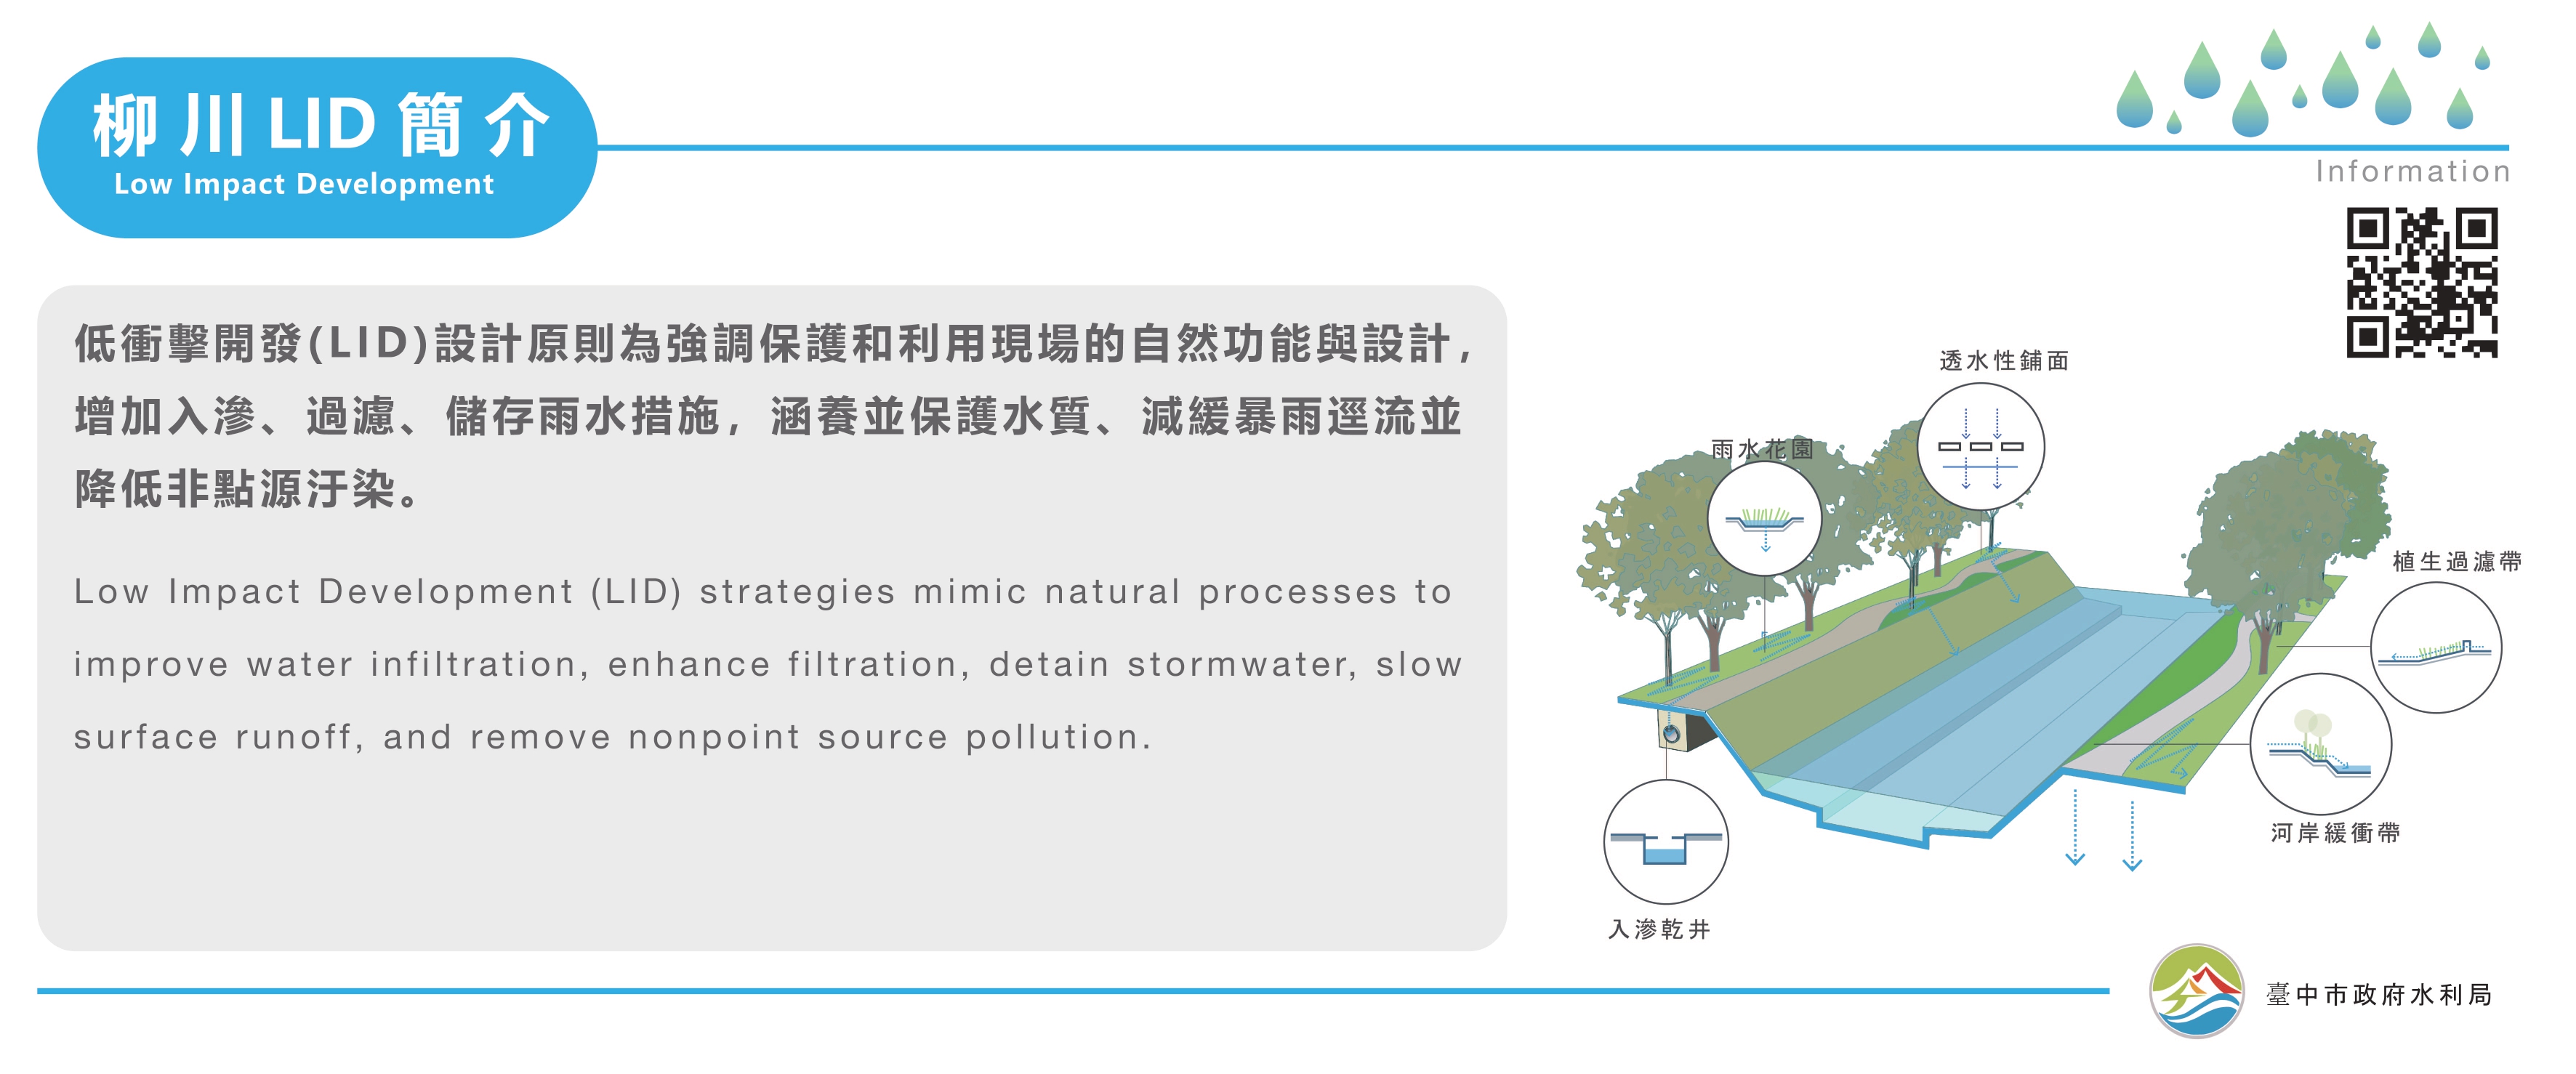 柳川LID簡介
Low Impact Development
Information
低衝擊開發(LID)設計原則為強調保護和利用現場的自然功能與設計,
增加入滲、過濾、儲存雨水措施,涵養並保護水質、減緩暴雨逕流並
降低非點源汙染。
Low Impact Development (LID) strategies mimic natural processes to
improve water infiltration, enhance filtration, detain stormwater, slow
surface runoff, and remove nonpoint source pollution.
透水性鋪面
雨水花園
植生過濾帶
河岸緩衝帶
入滲乾井
臺中市政府水利局